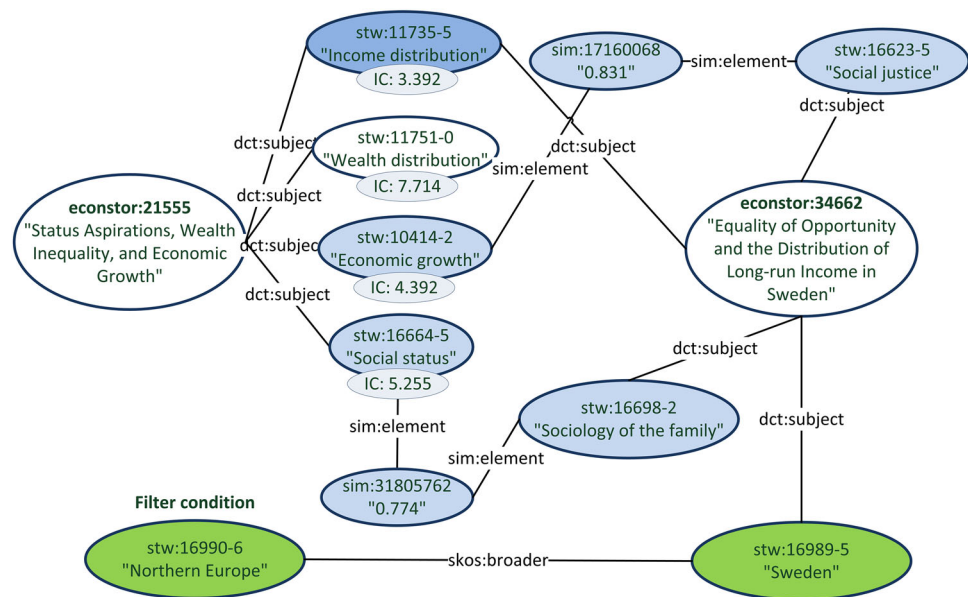 stw:11735-5
"Income distribution"
IC: 3.392
sim:17160068
"0.831"
sim:element
stw:16623-5
"Social justice"
dct:subject
dct:subject
stw:11751-0
"Wealth distribution"
IC: 7.714
dct:subject
sim:element
dct:subject
econstor:21555
"Status Aspirations, Wealth
Inequality, and Economic
Growth"
dct:subject
stw:10414-2
"Economic growth"
IC: 4.392
econstor:34662
"Equality of Opportunity
and the Distribution of
Long-run Income in
Sweden"
dct:subject
stw:16664-5
"Social status"
IC: 5.255
dct:subject
sim:element
stw:16698-2
"Sociology of the family"
dct:subject
sim:element
sim:31805762
"0.774"
Filter condition
stw:16990-6
"Northern Europe"
skos:broader
stw:16989-5
"Sweden"